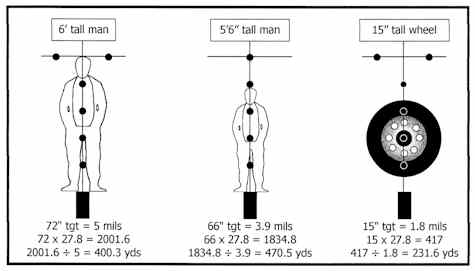 6' tall man
5'6" tall man
15" tall wheel
72" tgt = 5 mils
72 x 27.8 = 2001.6
2001.6 ÷ 5 = 400.3 yds
66" tgt = 3.9 mils
66 x 27.8 = 1834.8
1834.8 ÷ 3.9 = 470.5 yds
15" tgt = 1.8 mils
15 x 27.8 = 417
417 ÷ 1.8 = 231.6 yds